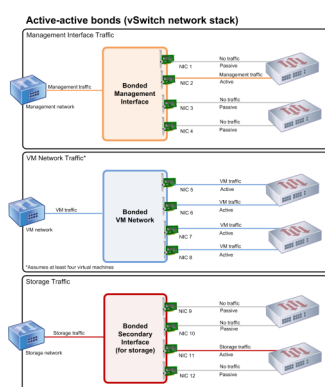 Active-active bonds (vSwitch network stack)
Management Interface Traffic
Management traffic
Management network
Bonded
Management
Interface
NIC 1
No traffic
Passive
NIC 2
Management traffic
Active
NIC 3
No traffic
Passive
NIC 4
No traffic
Passive
VM Network Traffic*
VM traffic
VM network
Bonded
VM Network
NIC 5
VM traffic
Active
NIC 6
VM traffic
Active
NIC 7
VM traffic
Active
NIC 8
VM traffic
Active
*Assumes at least four virtual machines
Storage Traffic
Storage traffic
Storage network
Bonded
Secondary
Interface
(for storage)
NIC 9
No traffic
Passive
NIC 10
No traffic
Passive
NIC 11
Storage traffic
Active
NIC 12
No traffic
Passive